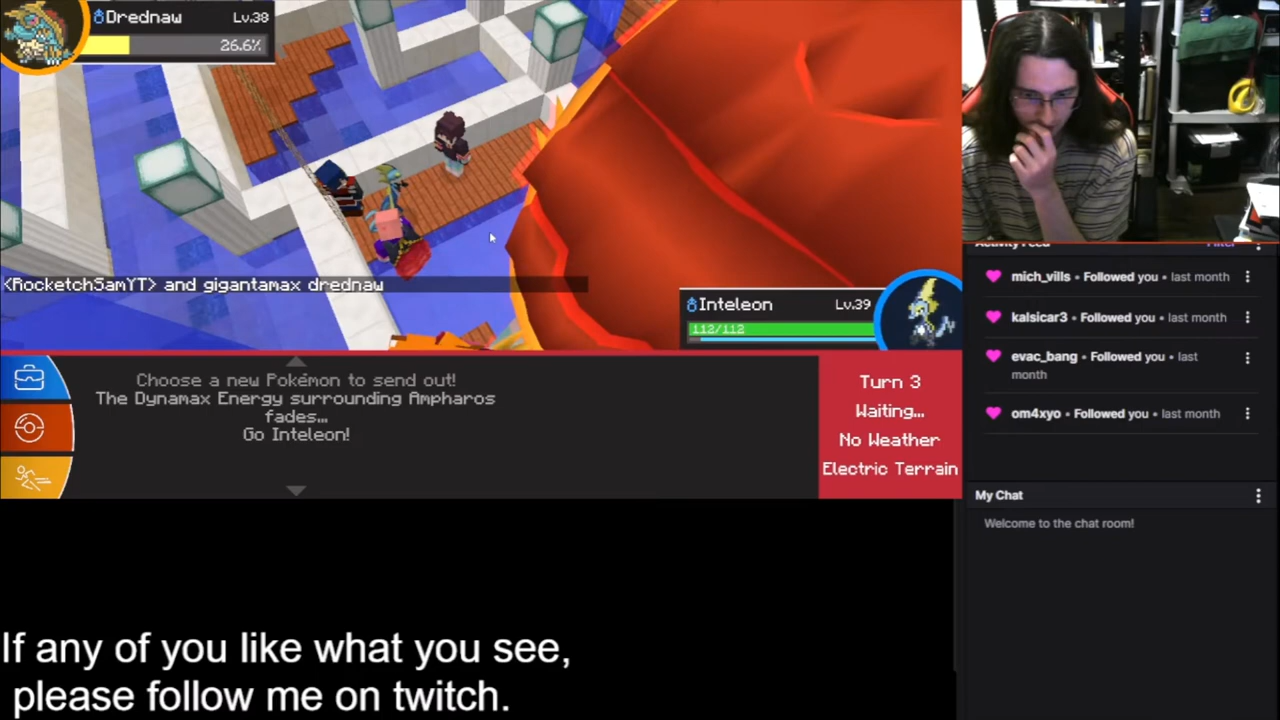 Drednaw
Lv.38
26.6%
<RocketchSamYT> and gigantamax drednaw
Inteleon
Lv.39
112/112
Choose a new Pokémon to send out!
The Dynamax Energy surrounding Ampharos
fades...
Go Inteleon!
Turn 3
Waiting...
No Weather
Electric Terrain
If any of you like what you see,
please follow me on twitch.
Activity Feed
Filter
mich_vills • Followed you • last month
kalsicar3 • Followed you • last month
evac_bang • Followed you • last
month
om4xyo • Followed you • last month
My Chat
Welcome to the chat room!